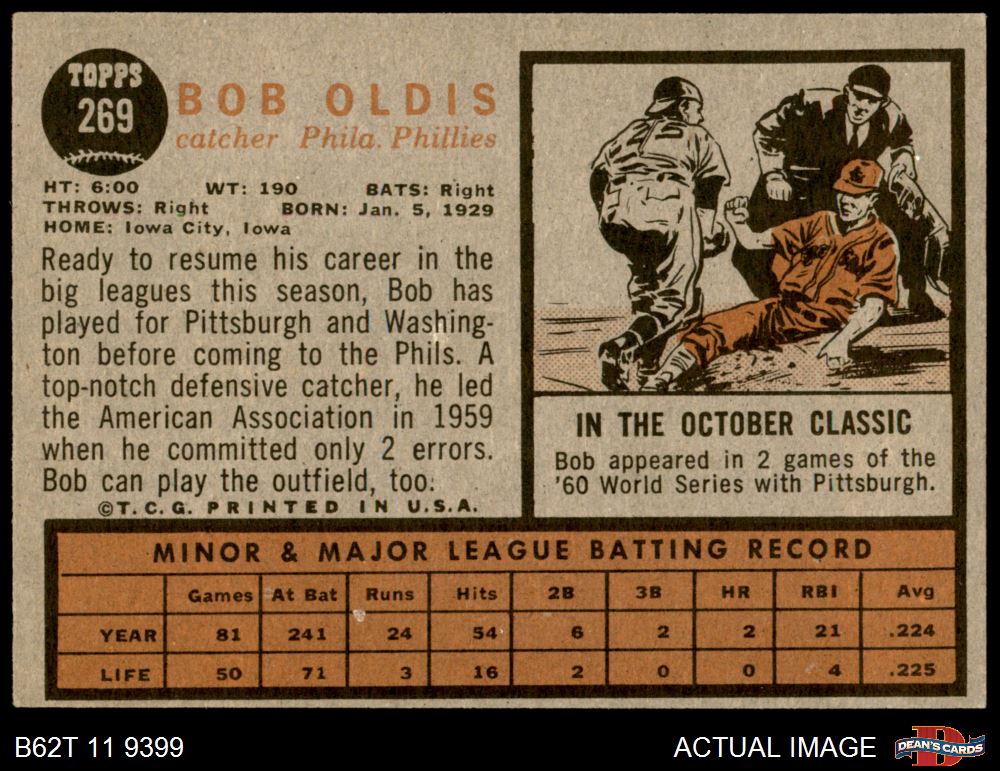 TOPPS
269
BOB OLDIS
catcher Phila. Phillies
HT: 6:00 WT: 190 BATS: Right
THROWS: Right BORN: Jan. 5, 1929
HOME: Iowa City, Iowa
Ready to resume his career in the
big leagues this season, Bob has
played for Pittsburgh and Washing-
ton before coming to the Phils. A
top-notch defensive catcher, he led
the American Association in 1959
when he committed only 2 errors.
Bob can play the outfield, too.
©T.C.G. PRINTED IN U.S.A.
IN THE OCTOBER CLASSIC
Bob appeared in 2 games of the
'60 World Series with Pittsburgh.
MINOR & MAJOR LEAGUE BATTING RECORD
Games At Bat Runs Hits 2B 3B HR RBI Avg
YEAR 81 241 24 54 6 2 2 21 .224
LIFE 50 71 3 16 2 0 0 4 .225
B62T 11 9399
ACTUAL IMAGE
DEAN'S CARDS